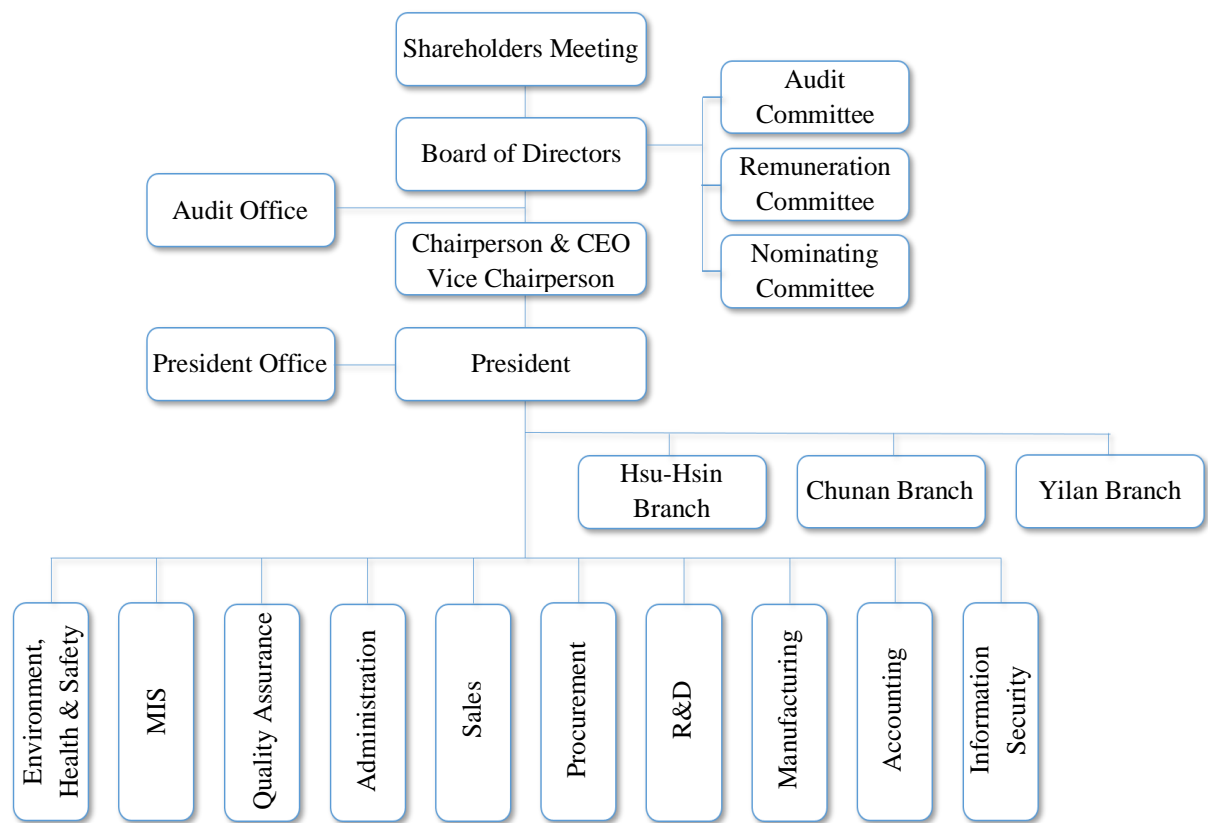 Shareholders Meeting
Audit
Committee
Board of Directors
Remuneration
Committee
Audit Office
Chairperson & CEO
Vice Chairperson
Nominating
Committee
President Office
President
Hsu-Hsin
Branch
Chunan Branch
Yilan Branch
Environment,
Health & Safety
MIS
Quality Assurance
Administration
Sales
Procurement
R&D
Manufacturing
Accounting
Information
Security